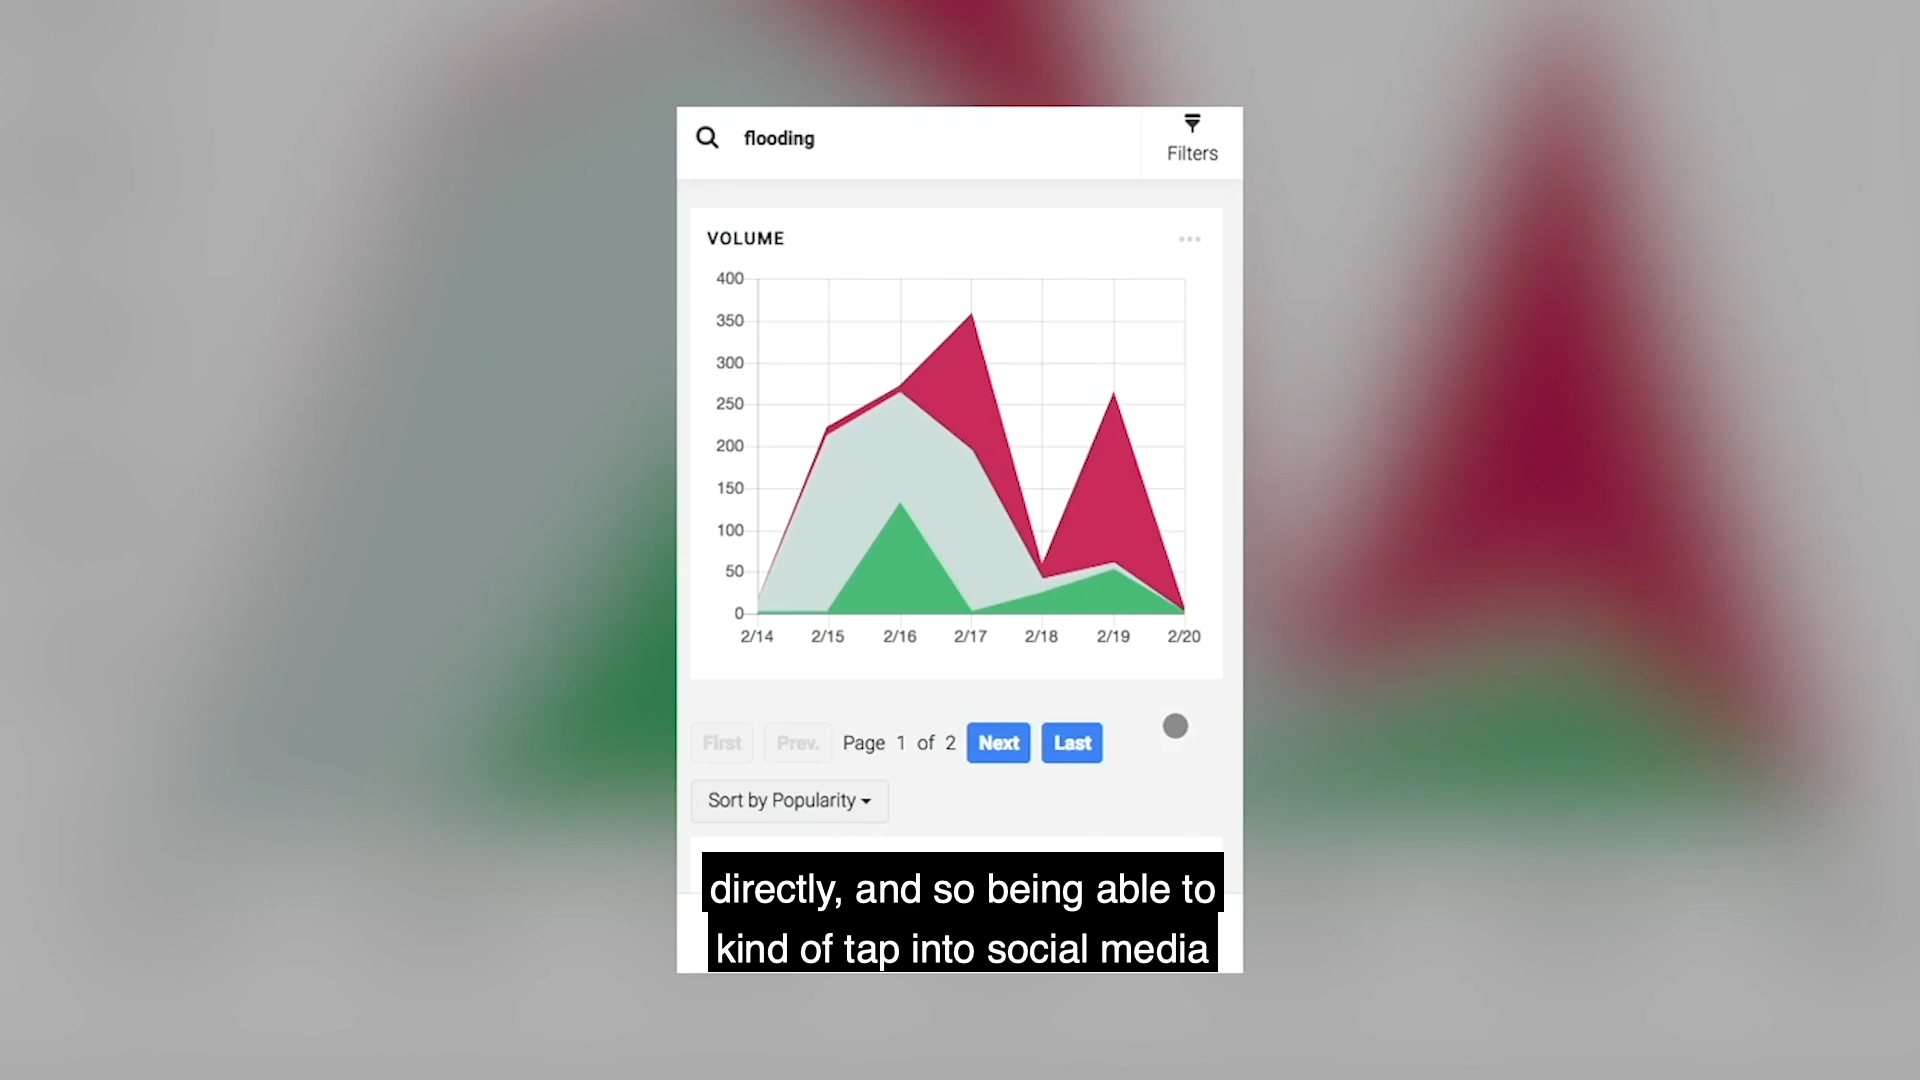 flooding
Filters
VOLUME
400
350
300
250
200
150
100
50
0
2/14 2/15 2/16 2/17 2/18 2/19 2/20
First Prev. Page 1 of 2 Next Last
Sort by Popularity
directly, and so being able to
kind of tap into social media